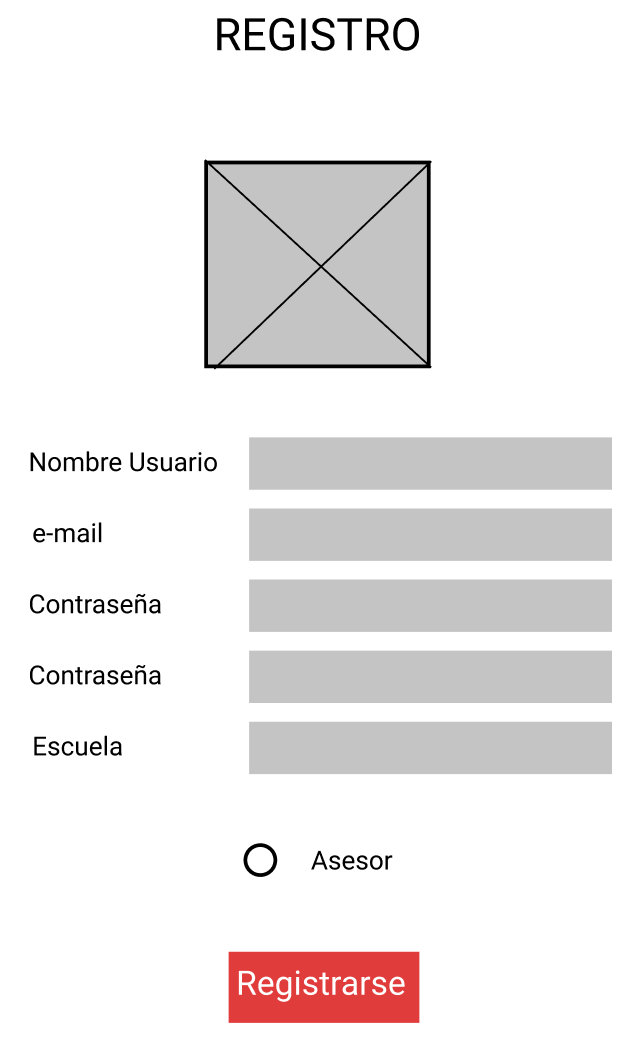 REGISTRO
Nombre Usuario
e-mail
Contraseña
Contraseña
Escuela
Asesor
Registrarse